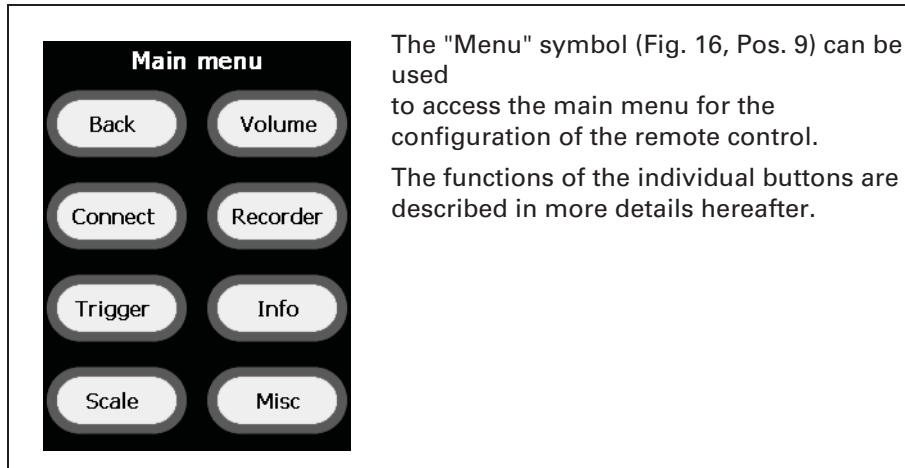 Main menu
Back Volume
Connect Recorder
Trigger Info
Scale Misc
The "Menu" symbol (Fig. 16, Pos. 9) can be
used
to access the main menu for the
configuration of the remote control.
The functions of the individual buttons are
described in more details hereafter.